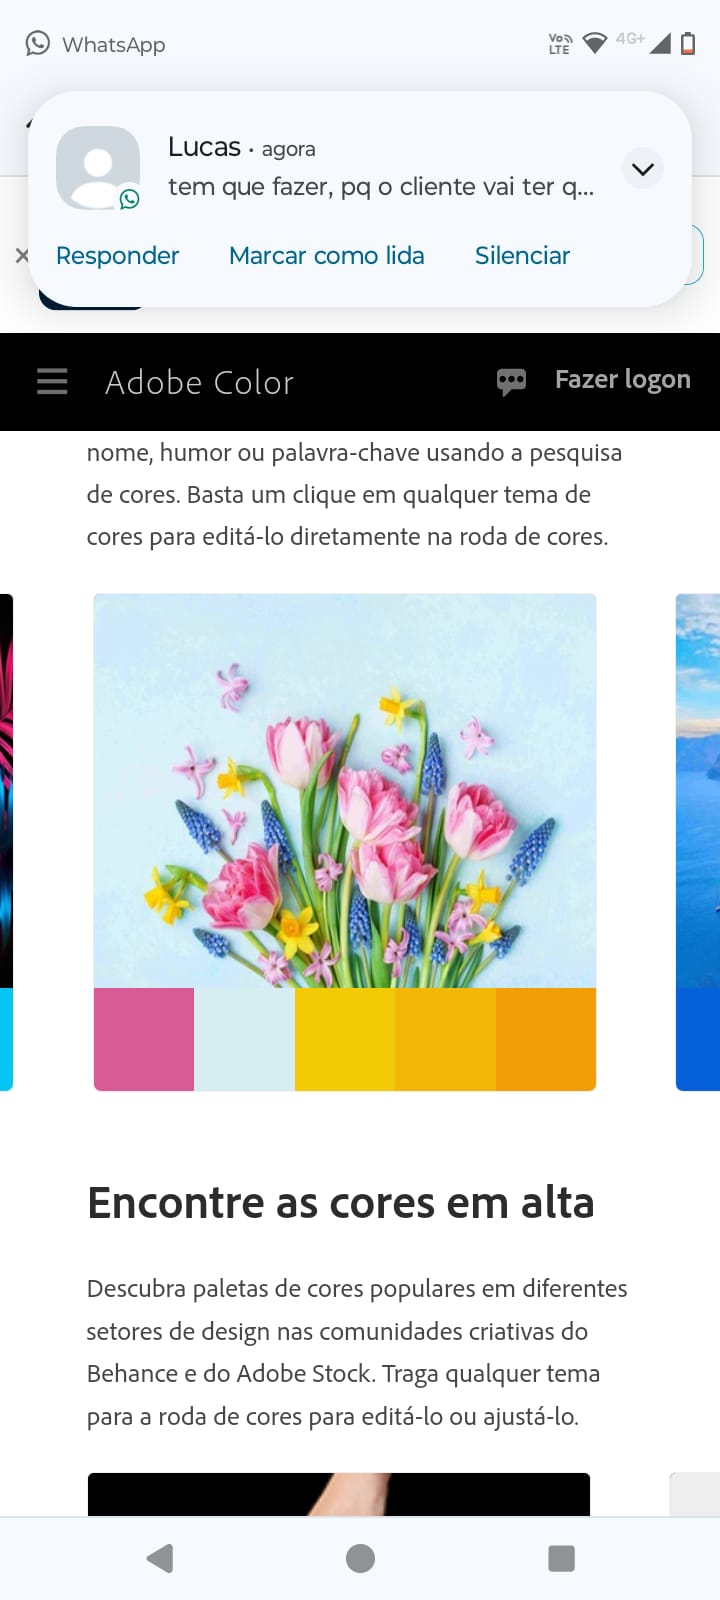 WhatsApp
Vo LTE 4G+
Lucas · agora
tem que fazer, pq o cliente vai ter q...
Responder Marcar como lida Silenciar
Adobe Color Fazer logon
nome, humor ou palavra-chave usando a pesquisa
de cores. Basta um clique em qualquer tema de
cores para editá-lo diretamente na roda de cores.
Encontre as cores em alta
Descubra paletas de cores populares em diferentes
setores de design nas comunidades criativas do
Behance e do Adobe Stock. Traga qualquer tema
para a roda de cores para editá-lo ou ajustá-lo.